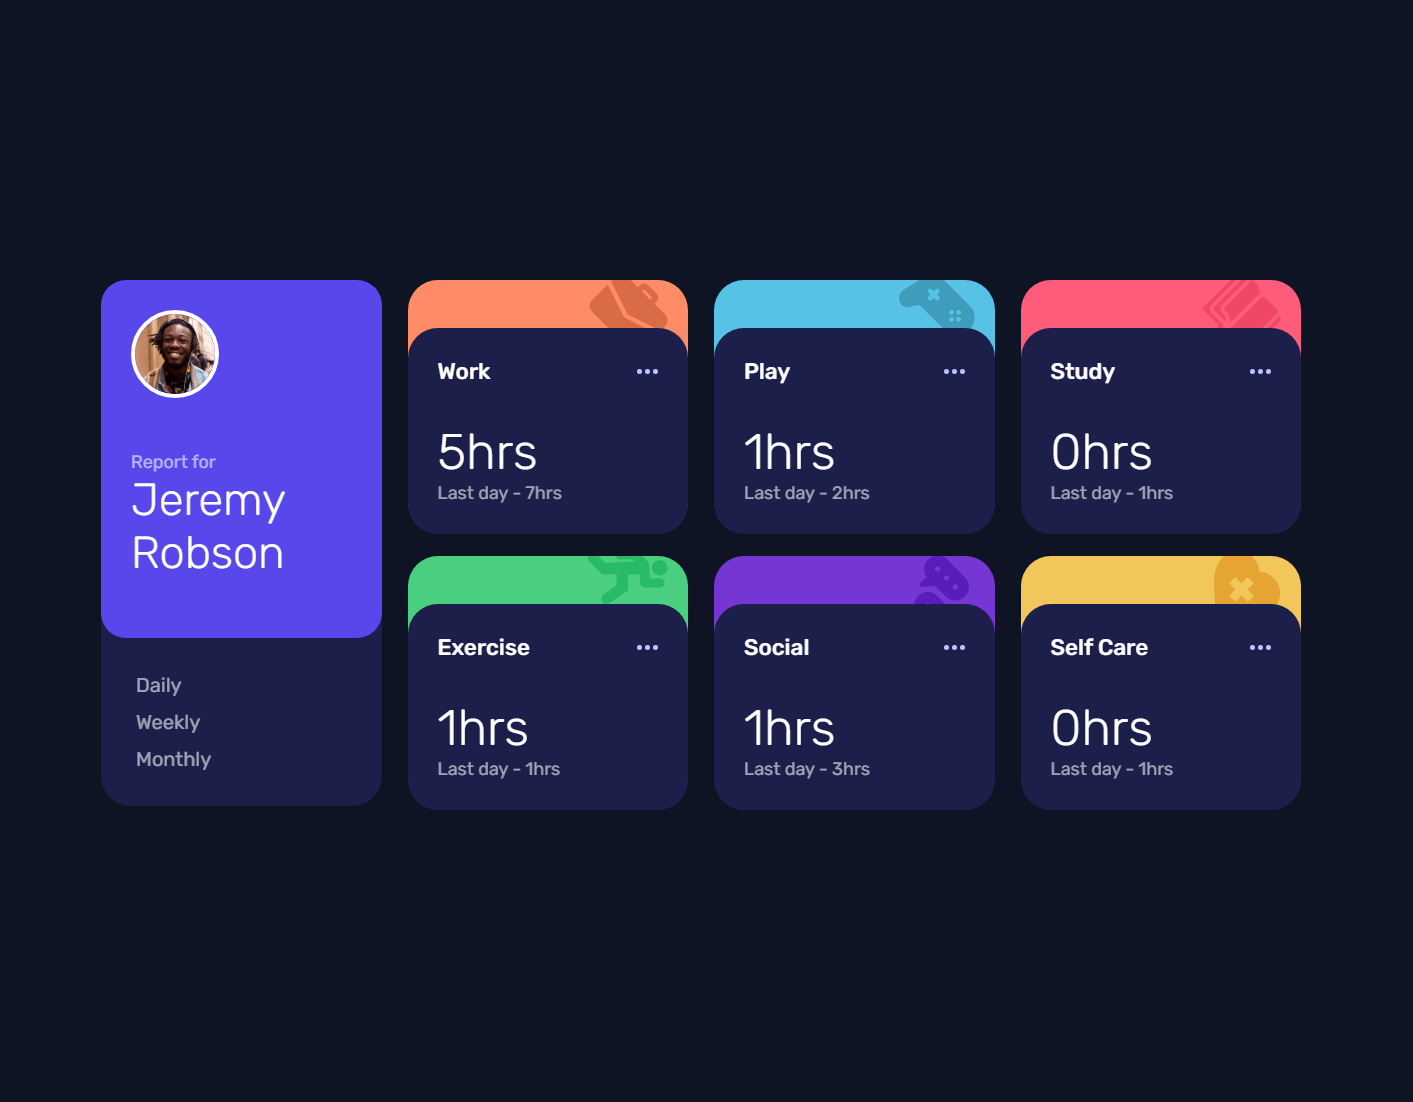 Report for
Jeremy
Robson
Daily
Weekly
Monthly
Work
5hrs
Last day - 7hrs
Play
1hrs
Last day - 2hrs
Study
0hrs
Last day - 1hrs
Exercise
1hrs
Last day - 1hrs
Social
1hrs
Last day - 3hrs
Self Care
0hrs
Last day - 1hrs